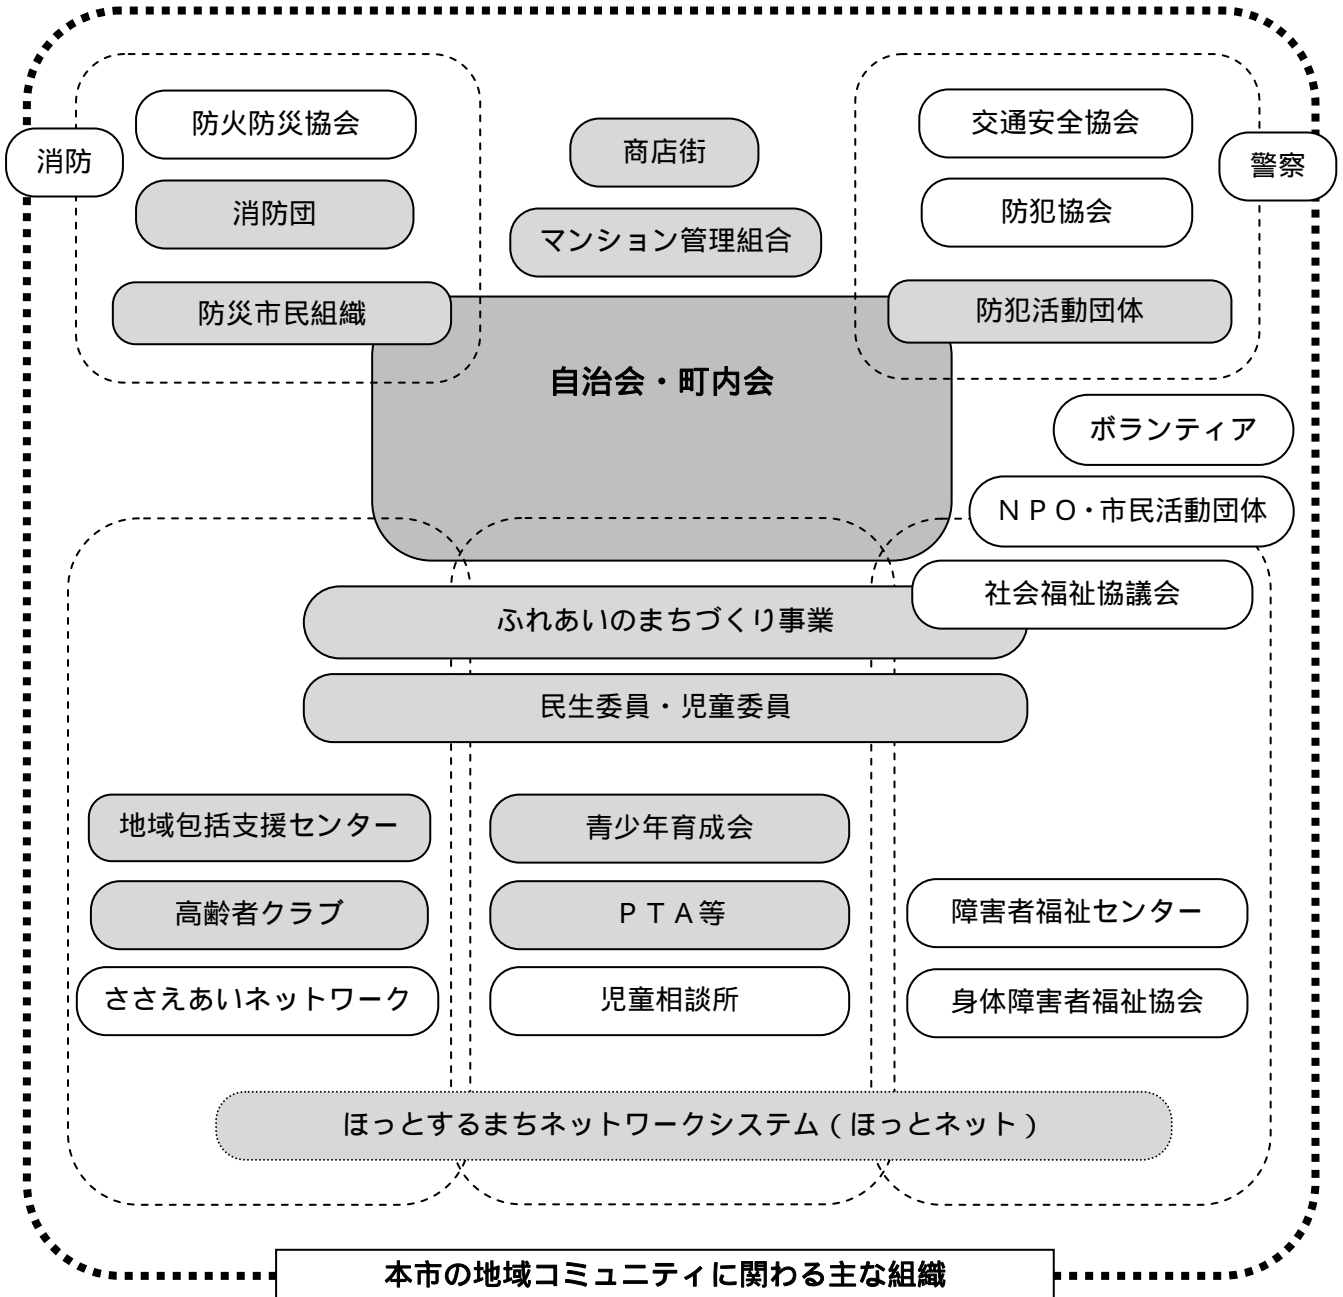 防火防災協会
消防
消防団
防災市民組織
商店街
マンション管理組合
交通安全協会
警察
防犯協会
防犯活動団体
自治会・町内会
ボランティア
ＮＰＯ・市民活動団体
社会福祉協議会
ふれあいのまちづくり事業
民生委員・児童委員
地域包括支援センター
高齢者クラブ
ささえあいネットワーク
青少年育成会
ＰＴＡ等
児童相談所
障害者福祉センター
身体障害者福祉協会
ほっとするまちネットワークシステム（ほっとネット）
本市の地域コミュニティに関わる主な組織